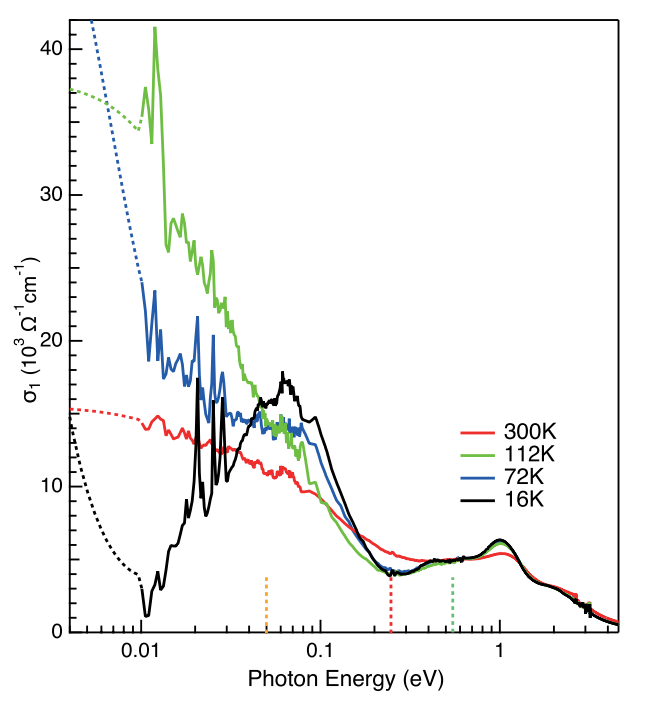 40
30
20
10
0
σ₁ (10³ Ω⁻¹cm⁻¹)
300K
112K
72K
16K
0.01 0.1 1
Photon Energy (eV)